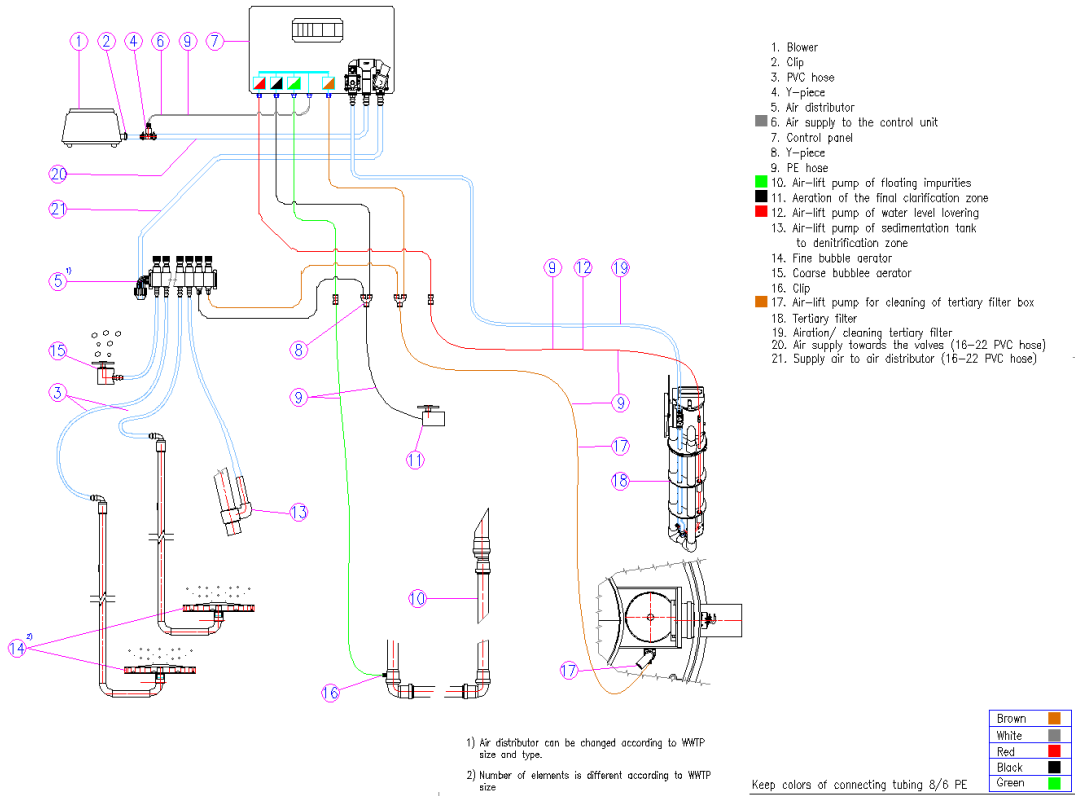 1 2 4 6 9 7
20
21
5 1)
15
3
9 12 19
8
9
9
11
17
18
13
10
14 2)
16
17
1. Blower
2. Clip
3. PVC hose
4. Y-piece
5. Air distributor
6. Air supply to the control unit
7. Control panel
8. Y-piece
9. PE hose
10. Air-lift pump of floating impurities
11. Aeration of the final clarification zone
12. Air-lift pump of water level lovering
13. Air-lift pump of sedimentation tank
to denitrification zone
14. Fine bubble aerator
15. Coarse bubblee aerator
16. Clip
17. Air-lift pump for cleaning of tertiary filter box
18. Tertiary filter
19. Airation/ cleaning tertiary filter
20. Air supply towards the valves (16-22 PVC hose)
21. Supply air to air distributor (16-22 PVC hose)
1) Air distributor can be changed according to WWTP
size and type.
2) Number of elements is different according to WWTP
size
Keep colors of connecting tubing 8/6 PE
Brown
White
Red
Black
Green